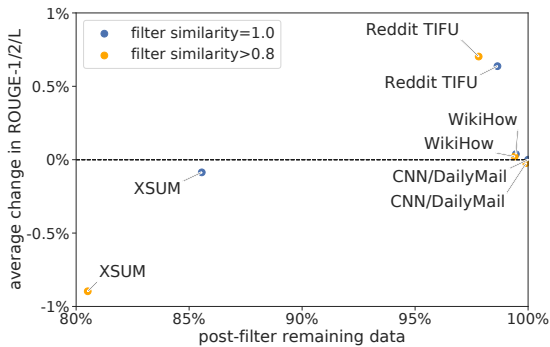 1%
0.5%
0%
-0.5%
-1%
average change in ROUGE-1/2/L
filter similarity=1.0
filter similarity>0.8
Reddit TIFU
Reddit TIFU
WikiHow
WikiHow
CNN/DailyMail
CNN/DailyMail
XSUM
XSUM
80%
85%
90%
95%
100%
post-filter remaining data